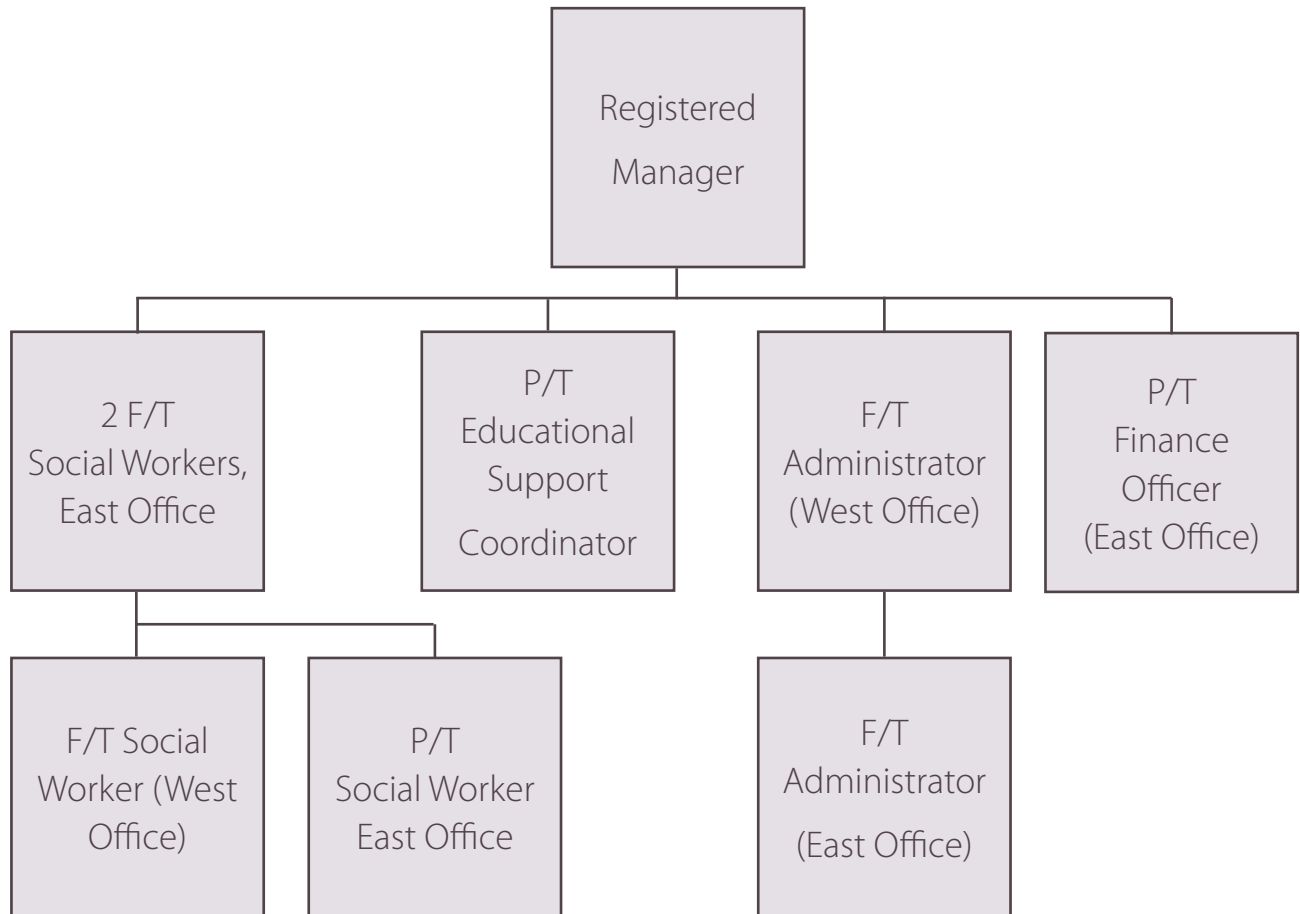 Registered
Manager
2 F/T
Social Workers,
East Office
P/T
Educational
Support
Coordinator
F/T
Administrator
(West Office)
P/T
Finance
Officer
(East Office)
F/T Social
Worker (West
Office)
P/T
Social Worker
East Office
F/T
Administrator
(East Office)